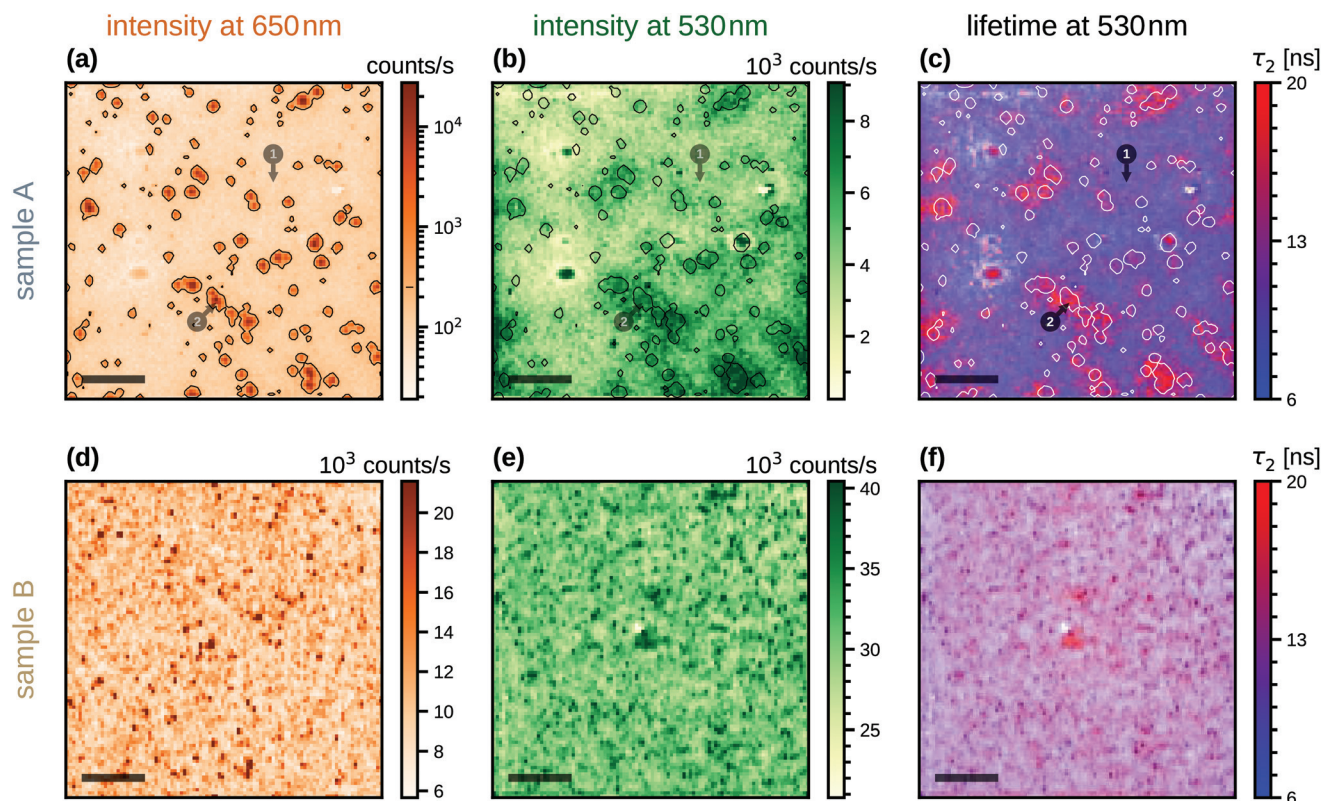 intensity at 650 nm
intensity at 530 nm
lifetime at 530 nm
(a)
counts/s
(b)
10³ counts/s
(c)
τ₂ [ns]
sample A
1
2
10⁴
10³
10²
1
2
8
6
4
2
1
2
20
13
6
(d)
10³ counts/s
(e)
10³ counts/s
(f)
τ₂ [ns]
sample B
20
18
16
14
12
10
8
6
40
35
30
25
20
13
6